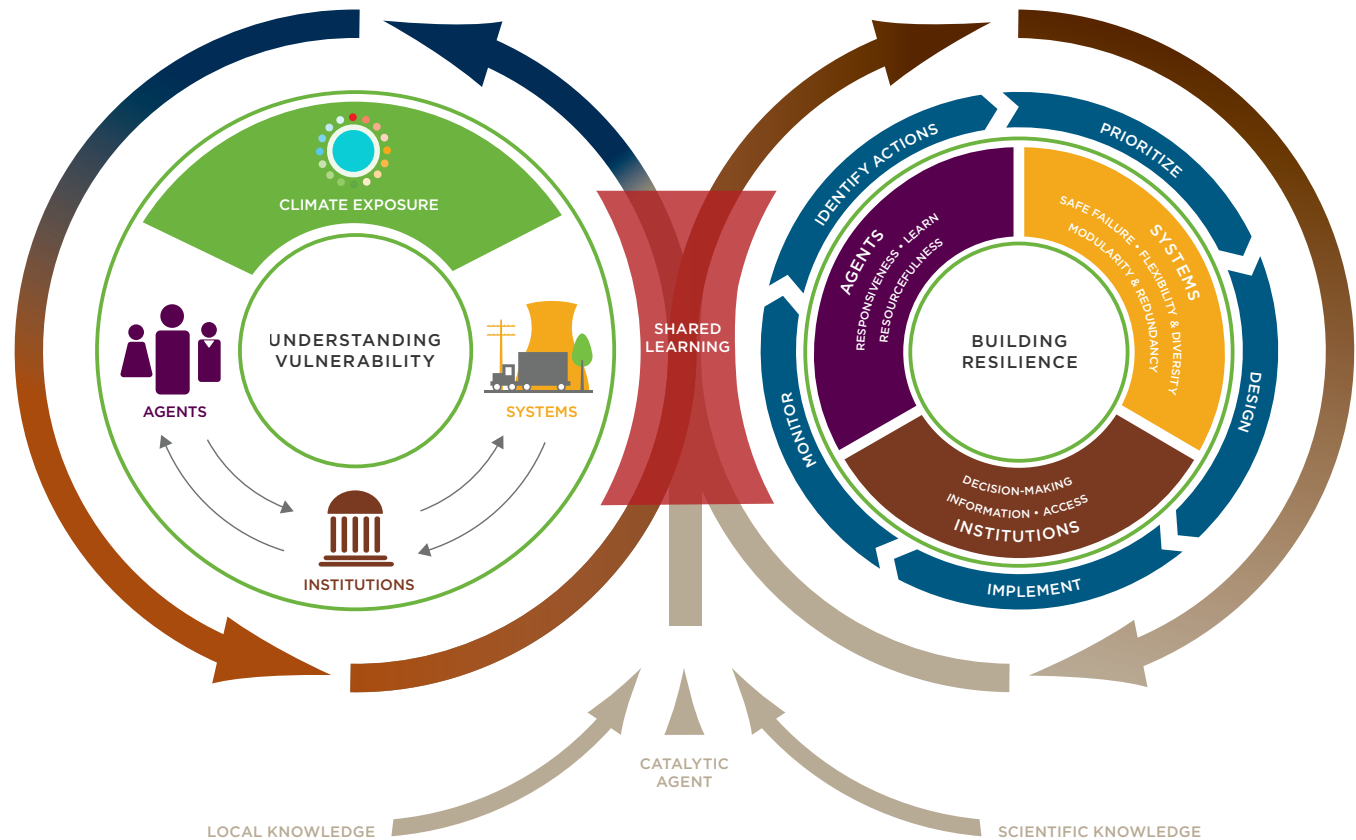 CLIMATE EXPOSURE
UNDERSTANDING
VULNERABILITY
AGENTS
SYSTEMS
INSTITUTIONS
SHARED
LEARNING
IDENTIFY ACTIONS
PRIORITIZE
DESIGN
IMPLEMENT
MONITOR
AGENTS
RESPONSIVENESS • LEARN
RESOURCEFULNESS
SYSTEMS
SAFE FAILURE • FLEXIBILITY & DIVERSITY
MODULARITY & REDUNDANCY
BUILDING
RESILIENCE
DECISION-MAKING
INFORMATION • ACCESS
INSTITUTIONS
CATALYTIC
AGENT
LOCAL KNOWLEDGE
SCIENTIFIC KNOWLEDGE